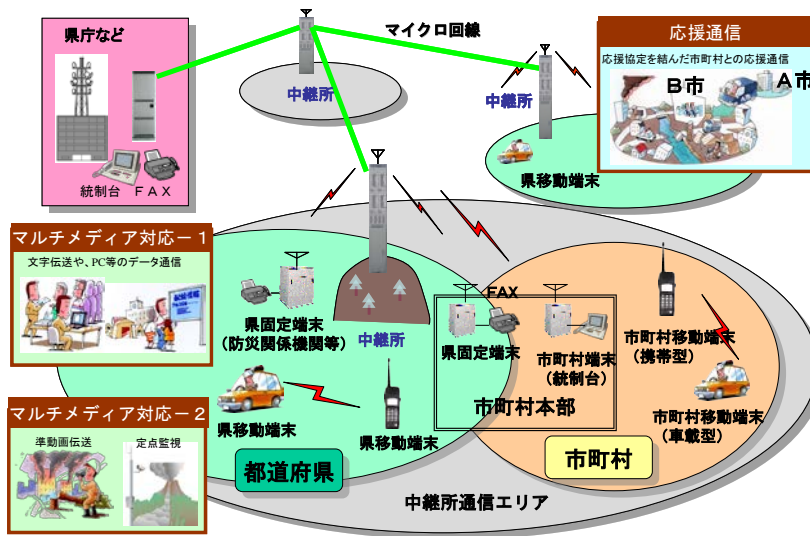 県庁など
統制台 FAX
マイクロ回線
中継所
中継所
県移動端末
応援通信
応援協定を結んだ市町村との応援通信
B市
A市
マルチメディア対応－1
文字伝送や、PC等のデータ通信
県固定端末
(防災関係機関等)
中継所
FAX
県固定端末
市町村端末
(統制台)
市町村本部
市町村移動端末
(携帯型)
市町村移動端末
(車載型)
県移動端末
県移動端末
マルチメディア対応－2
準動画伝送
定点監視
都道府県
市町村
中継所通信エリア